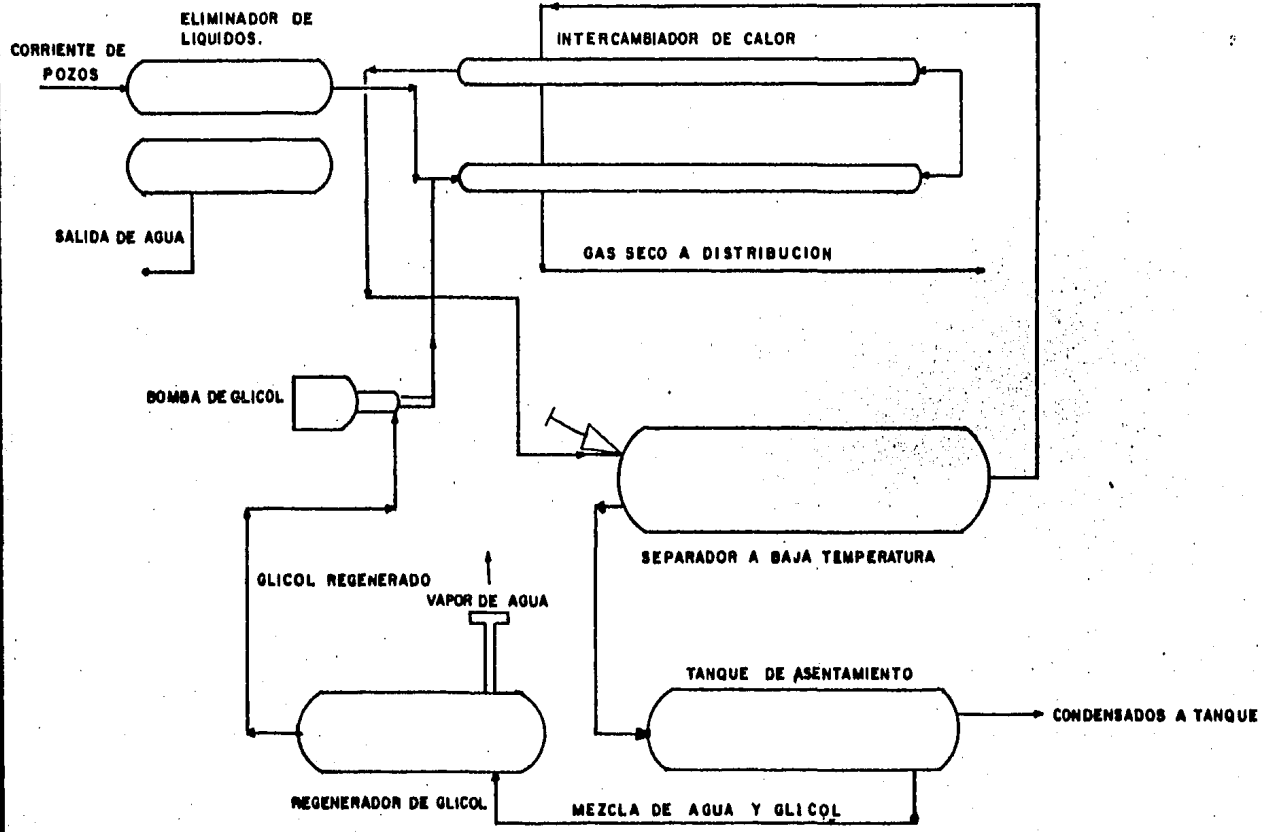 ELIMINADOR DE
LIQUIDOS.
CORRIENTE DE
POZOS
INTERCAMBIADOR DE CALOR
SALIDA DE AGUA
GAS SECO A DISTRIBUCION
BOMBA DE GLICOL
SEPARADOR A BAJA TEMPERATURA
GLICOL REGENERADO
VAPOR DE AGUA
TANQUE DE ASENTAMIENTO
CONDENSADOS A TANQUE
REGENERADOR DE GLICOL
MEZCLA DE AGUA Y GLICOL